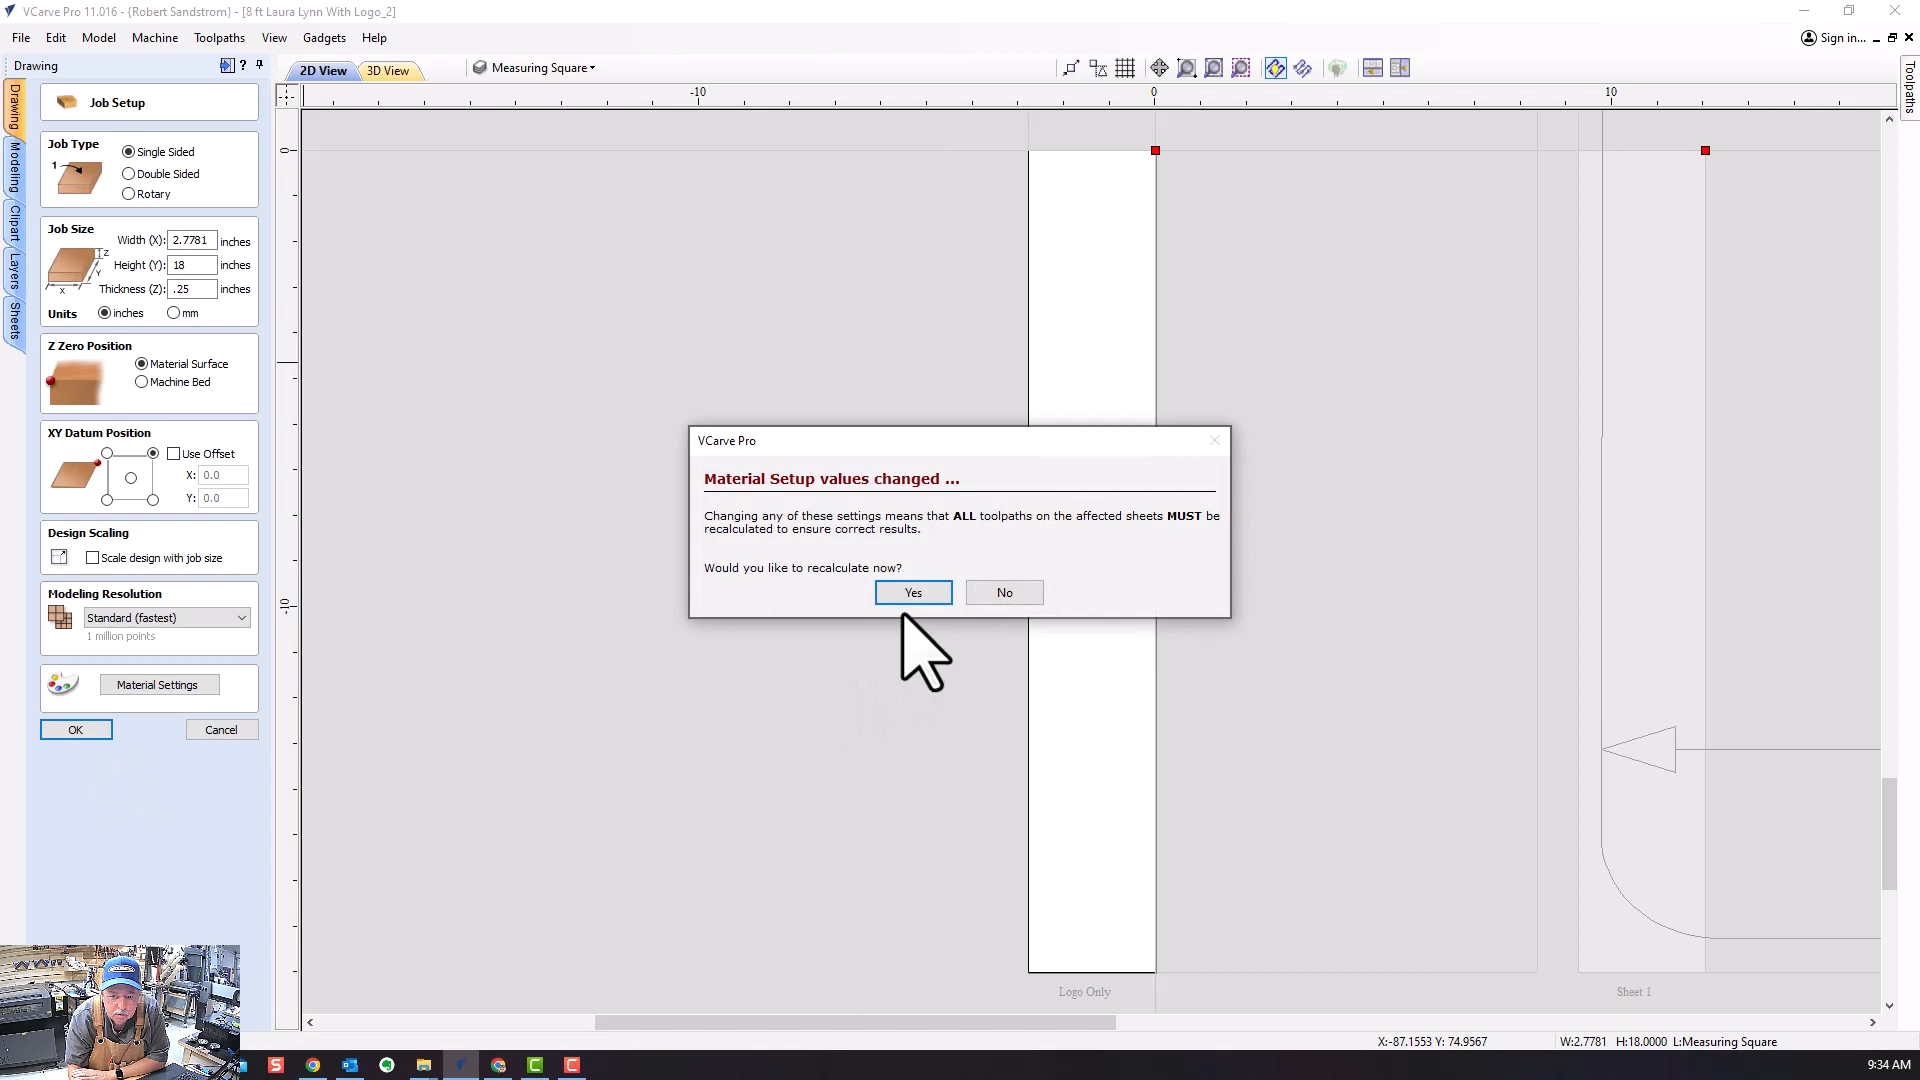 VCarve Pro 11.016 - {Robert Sandstrom} - [8 ft Laura Lynn With Logo_2]
File Edit Model Machine Toolpaths View Gadgets Help
Sign in...
Drawing
?
2D View
3D View
Measuring Square
Toolpaths
Drawing
Modeling
Clipart
Layers
Sheets
-10
0
10
0
-10
Job Setup
Job Type
1
Single Sided
Double Sided
Rotary
Job Size
Z
Y
X
Width (X): 2.7781 inches
Height (Y): 18 inches
Thickness (Z): .25 inches
Units inches mm
Z Zero Position
Material Surface
Machine Bed
XY Datum Position
Use Offset
X: 0.0
Y: 0.0
Design Scaling
Scale design with job size
Modeling Resolution
Standard (fastest)
1 million points
Material Settings
OK Cancel
VCarve Pro
Material Setup values changed ...
Changing any of these settings means that ALL toolpaths on the affected sheets MUST be
recalculated to ensure correct results.
Would you like to recalculate now?
Yes No
Logo Only
Sheet 1
X:-87.1553 Y: 74.9567
W:2.7781 H:18.0000 L:Measuring Square
S
C
C
9:34 AM